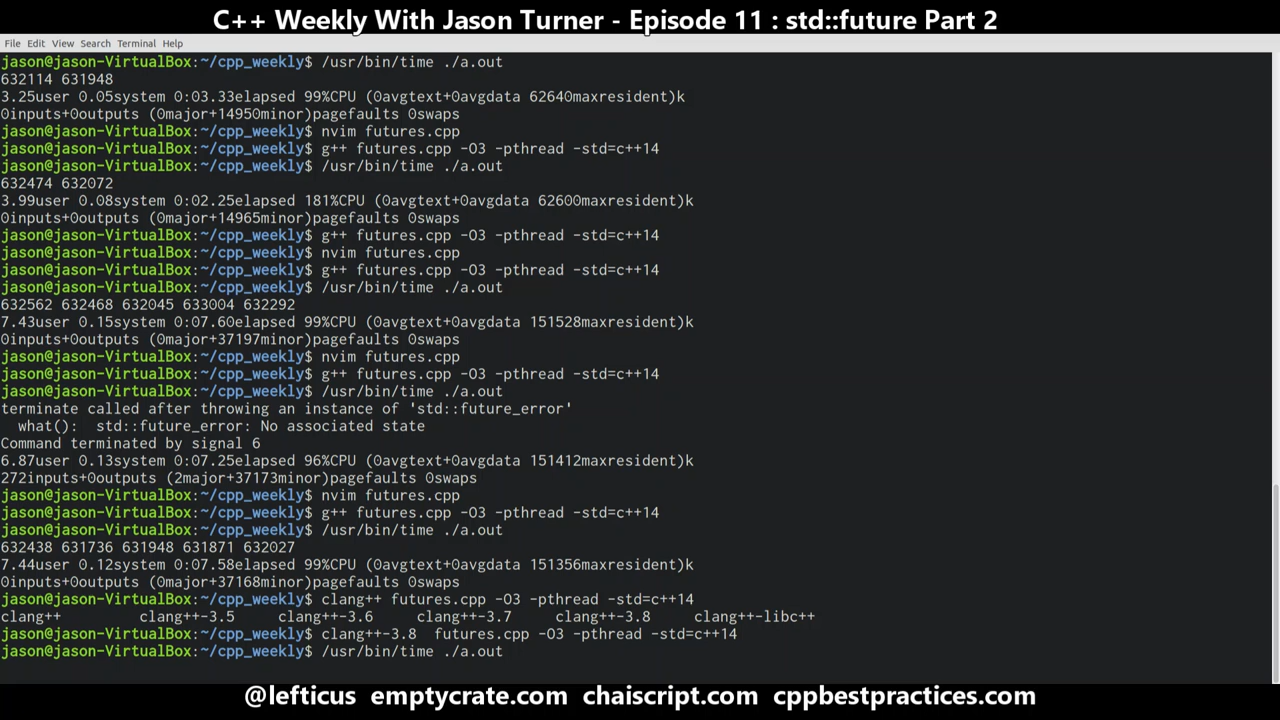 C++ Weekly With Jason Turner - Episode 11 : std::future Part 2
File Edit View Search Terminal Help
jason@jason-VirtualBox:~/cpp_weekly$ /usr/bin/time ./a.out
632114 631948
3.25user 0.05system 0:03.33elapsed 99%CPU (0avgtext+0avgdata 62640maxresident)k
0inputs+0outputs (0major+14950minor)pagefaults 0swaps
jason@jason-VirtualBox:~/cpp_weekly$ nvim futures.cpp
jason@jason-VirtualBox:~/cpp_weekly$ g++ futures.cpp -O3 -pthread -std=c++14
jason@jason-VirtualBox:~/cpp_weekly$ /usr/bin/time ./a.out
632474 632072
3.99user 0.08system 0:02.25elapsed 181%CPU (0avgtext+0avgdata 62600maxresident)k
0inputs+0outputs (0major+14965minor)pagefaults 0swaps
jason@jason-VirtualBox:~/cpp_weekly$ g++ futures.cpp -O3 -pthread -std=c++14
jason@jason-VirtualBox:~/cpp_weekly$ nvim futures.cpp
jason@jason-VirtualBox:~/cpp_weekly$ g++ futures.cpp -O3 -pthread -std=c++14
jason@jason-VirtualBox:~/cpp_weekly$ /usr/bin/time ./a.out
632562 632468 632045 633004 632292
7.43user 0.15system 0:07.60elapsed 99%CPU (0avgtext+0avgdata 151528maxresident)k
0inputs+0outputs (0major+37197minor)pagefaults 0swaps
jason@jason-VirtualBox:~/cpp_weekly$ nvim futures.cpp
jason@jason-VirtualBox:~/cpp_weekly$ g++ futures.cpp -O3 -pthread -std=c++14
jason@jason-VirtualBox:~/cpp_weekly$ /usr/bin/time ./a.out
terminate called after throwing an instance of 'std::future_error'
  what():  std::future_error: No associated state
Command terminated by signal 6
6.87user 0.13system 0:07.25elapsed 96%CPU (0avgtext+0avgdata 151412maxresident)k
272inputs+0outputs (2major+37173minor)pagefaults 0swaps
jason@jason-VirtualBox:~/cpp_weekly$ nvim futures.cpp
jason@jason-VirtualBox:~/cpp_weekly$ g++ futures.cpp -O3 -pthread -std=c++14
jason@jason-VirtualBox:~/cpp_weekly$ /usr/bin/time ./a.out
632438 631736 631948 631871 632027
7.44user 0.12system 0:07.58elapsed 99%CPU (0avgtext+0avgdata 151356maxresident)k
0inputs+0outputs (0major+37168minor)pagefaults 0swaps
jason@jason-VirtualBox:~/cpp_weekly$ clang++ futures.cpp -O3 -pthread -std=c++14
clang++         clang++-3.5     clang++-3.6     clang++-3.7     clang++-3.8     clang++-libc++
jason@jason-VirtualBox:~/cpp_weekly$ clang++-3.8  futures.cpp -O3 -pthread -std=c++14
jason@jason-VirtualBox:~/cpp_weekly$ /usr/bin/time ./a.out
@lefticus emptycrate.com chaiscript.com cppbestpractices.com